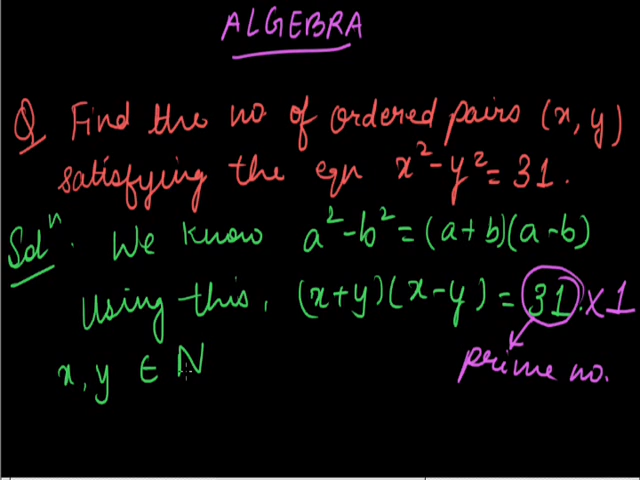 ALGEBRA
Q Find the no of ordered pairs (x, y)
satisfying the eqn x² - y² = 31.
Solⁿ. We know a² - b² = (a + b)(a - b)
Using this, (x + y)(x - y) = 31. × 1
prime no.
x, y ∈ N